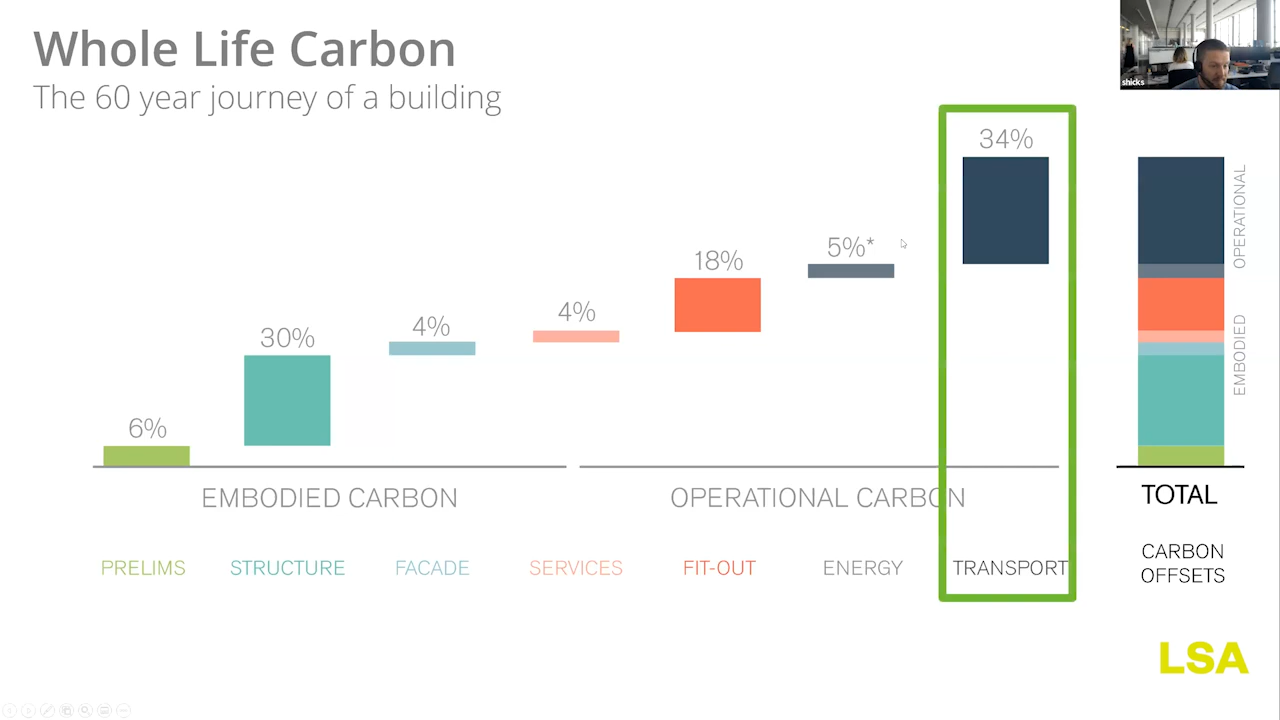 Whole Life Carbon
The 60 year journey of a building
shicks
34%
5%*
18%
4%
4%
30%
6%
OPERATIONAL
EMBODIED
EMBODIED CARBON
OPERATIONAL CARBON
TOTAL
PRELIMS
STRUCTURE
FACADE
SERVICES
FIT-OUT
ENERGY
TRANSPORT
CARBON
OFFSETS
LSA